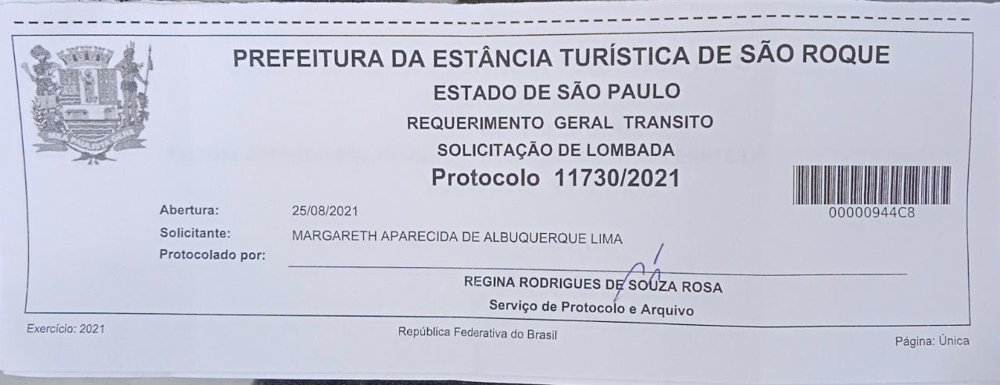 PREFEITURA DA ESTÂNCIA TURÍSTICA DE SÃO ROQUE
ESTADO DE SÃO PAULO
REQUERIMENTO GERAL TRANSITO
SOLICITAÇÃO DE LOMBADA
Protocolo 11730/2021
00000944C8
Abertura: 25/08/2021
Solicitante: MARGARETH APARECIDA DE ALBUQUERQUE LIMA
Protocolado por:
REGINA RODRIGUES DE SOUZA ROSA
Serviço de Protocolo e Arquivo
Exercício: 2021
República Federativa do Brasil
Página: Única